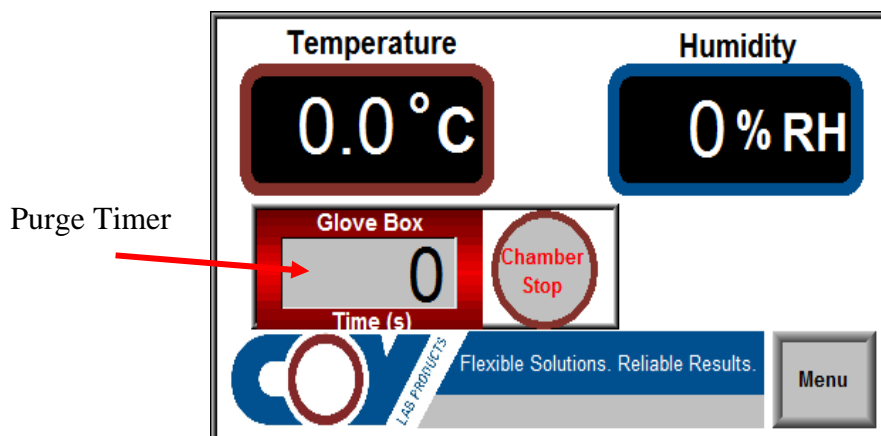 Temperature
Humidity
0.0 °C
0 % RH
Purge Timer
Glove Box
0
Time (s)
Chamber
Stop
COY
LAB PRODUCTS
Flexible Solutions. Reliable Results.
Menu